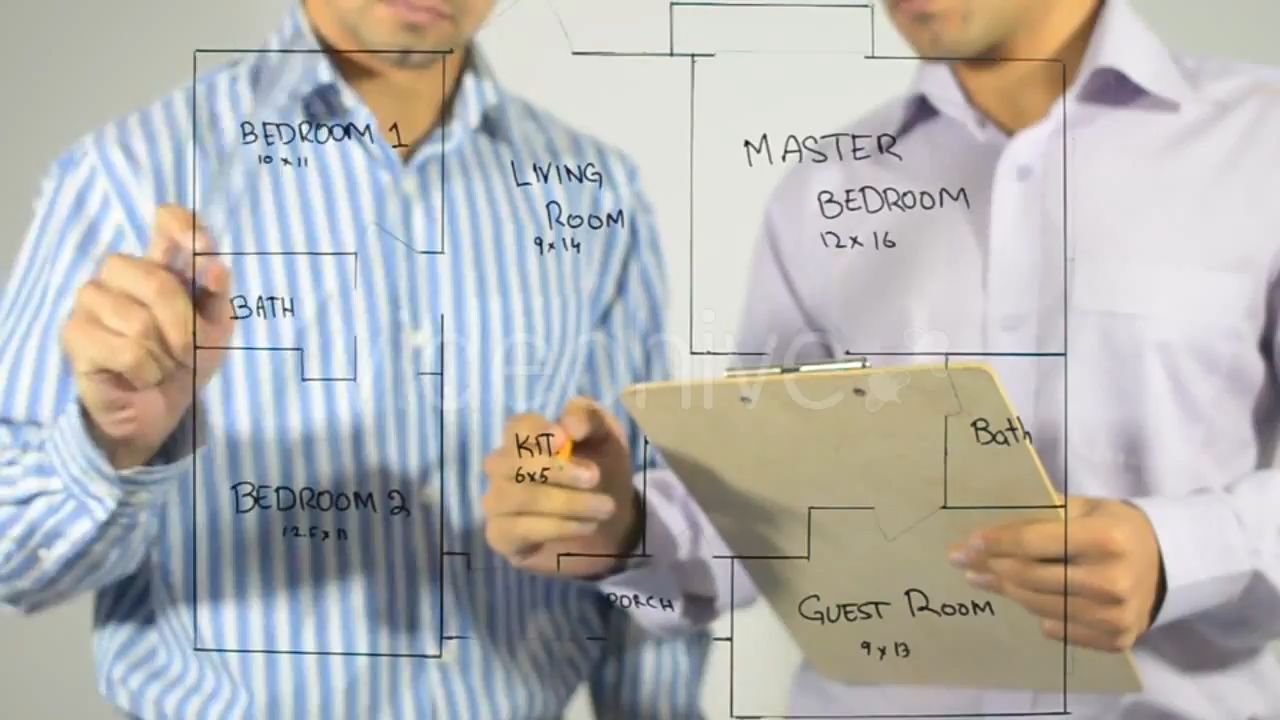 BEDROOM 1
10 x 11
LIVING
ROOM
9 x 14
MASTER
BEDROOM
12 x 16
BATH
videohive
KIT.
6x5
Bath
BEDROOM 2
12.5 x 11
PORCH
GUEST ROOM
9 x 13